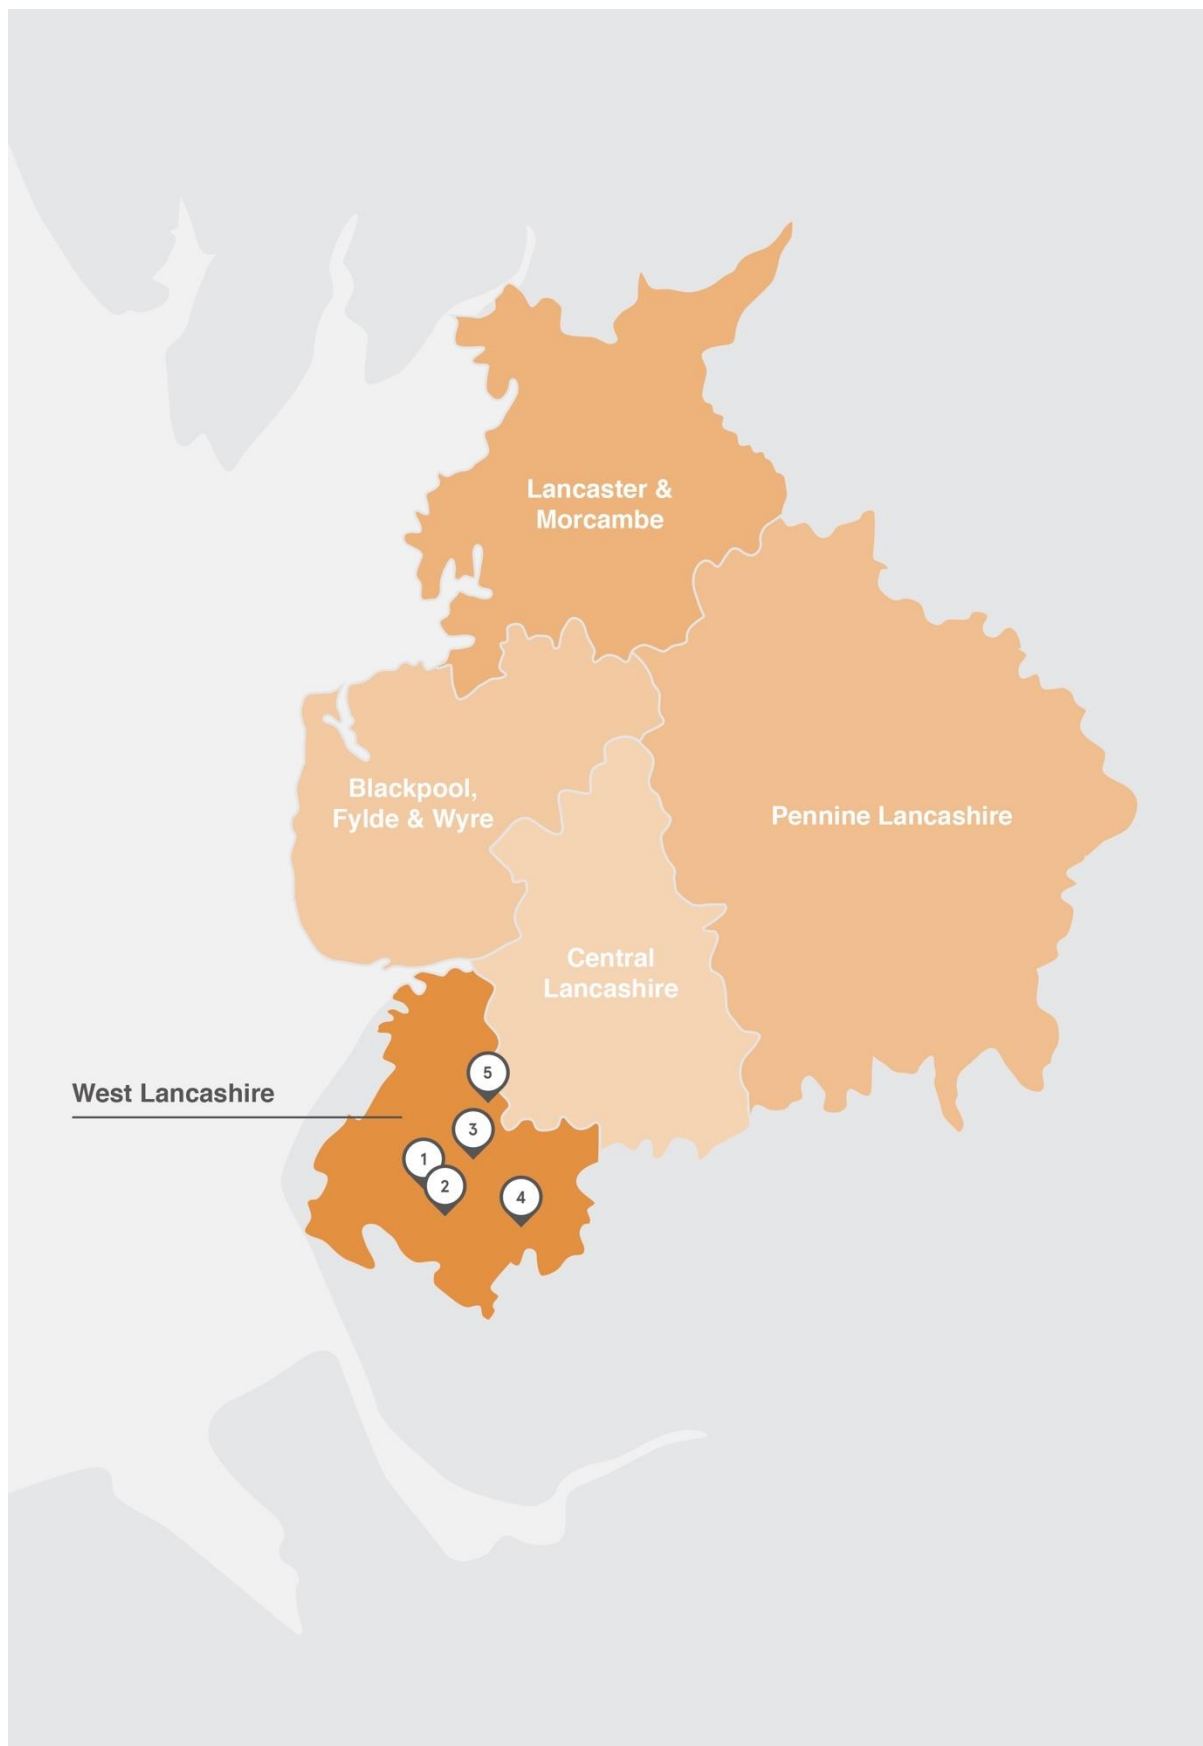 Lancaster &
Morcambe
Blackpool,
Fylde & Wyre
Pennine Lancashire
Central
Lancashire
West Lancashire
5
3
1
2
4